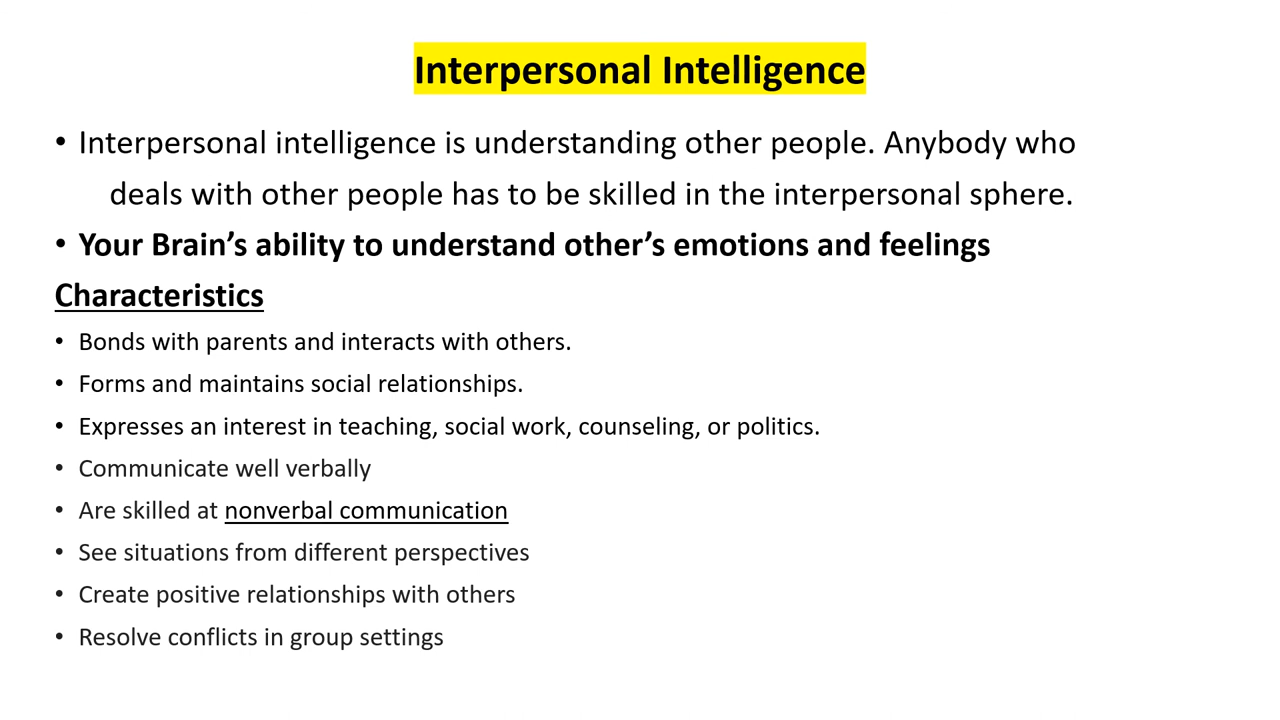 Interpersonal Intelligence
• Interpersonal intelligence is understanding other people. Anybody who
deals with other people has to be skilled in the interpersonal sphere.
• Your Brain’s ability to understand other’s emotions and feelings
Characteristics
• Bonds with parents and interacts with others.
• Forms and maintains social relationships.
• Expresses an interest in teaching, social work, counseling, or politics.
• Communicate well verbally
• Are skilled at nonverbal communication
• See situations from different perspectives
• Create positive relationships with others
• Resolve conflicts in group settings